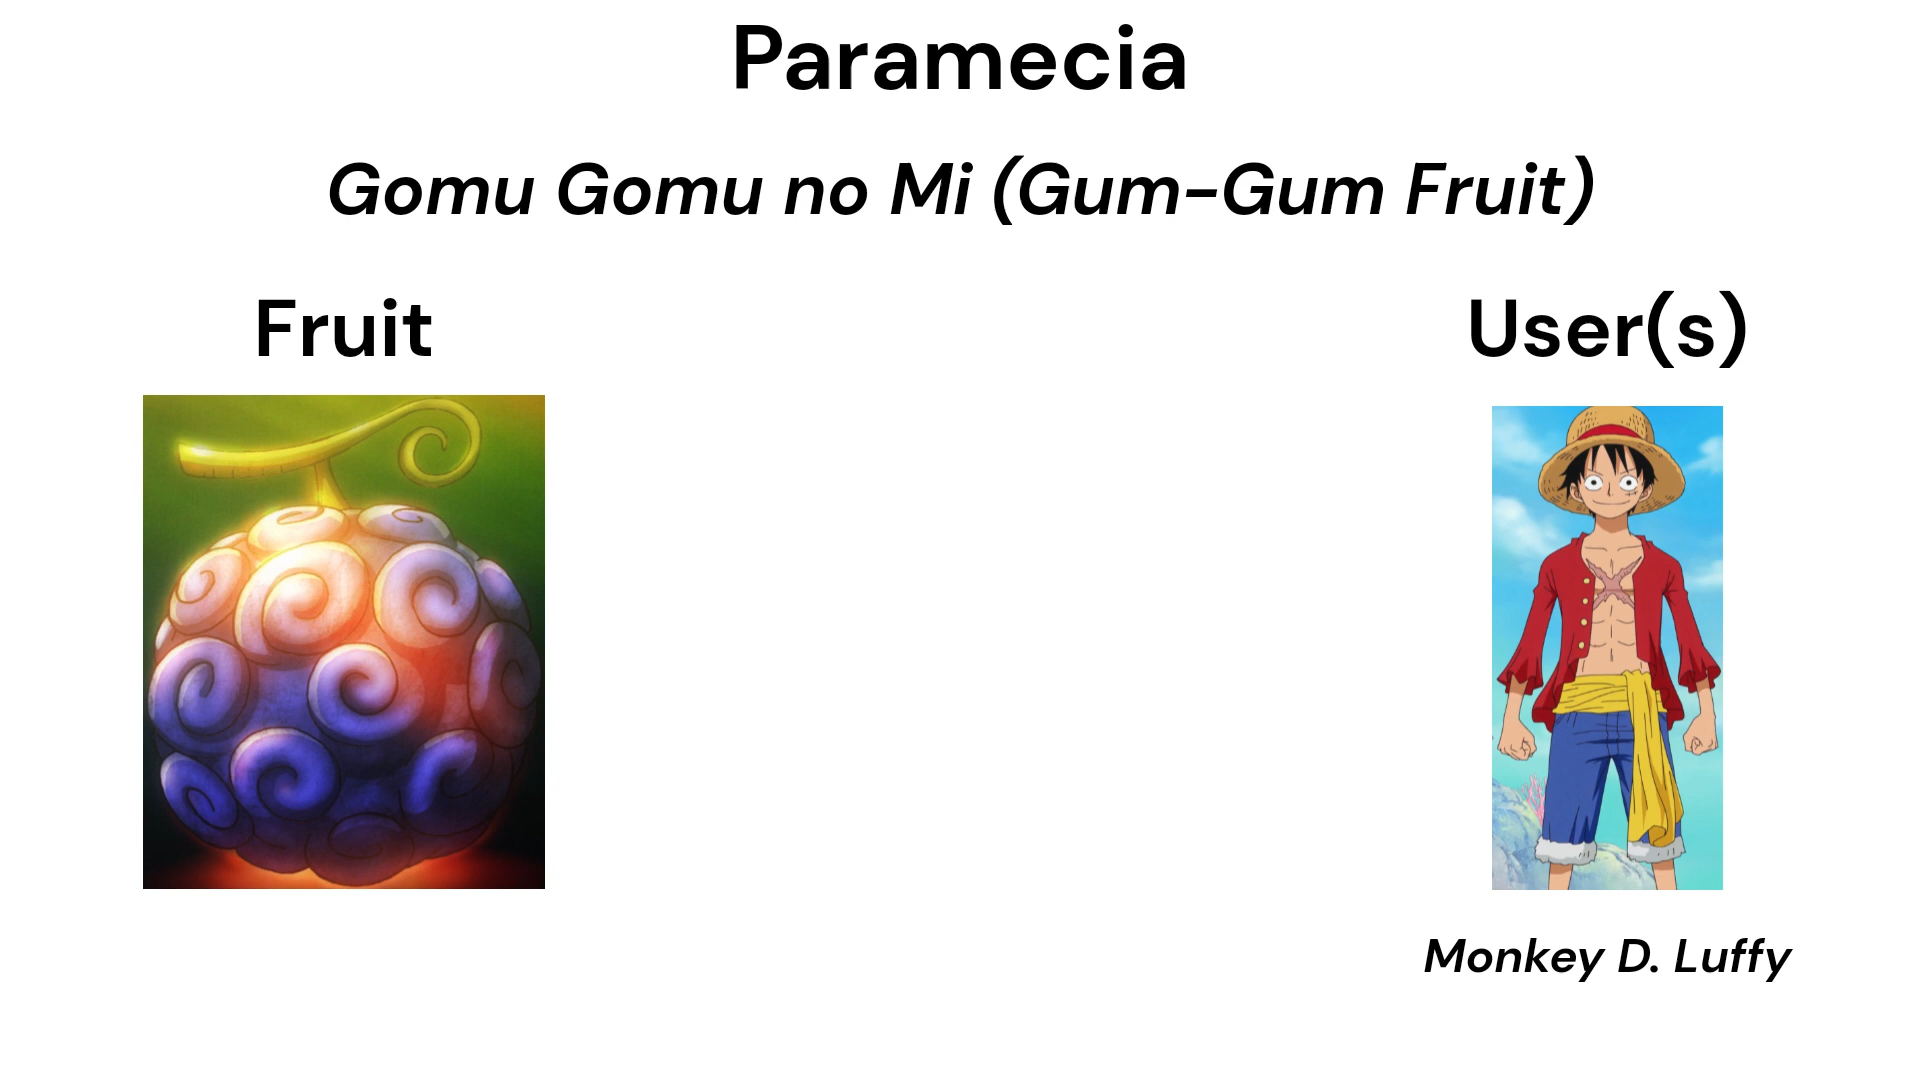 Paramecia
Gomu Gomu no Mi (Gum-Gum Fruit)
Fruit
User(s)
Monkey D. Luffy